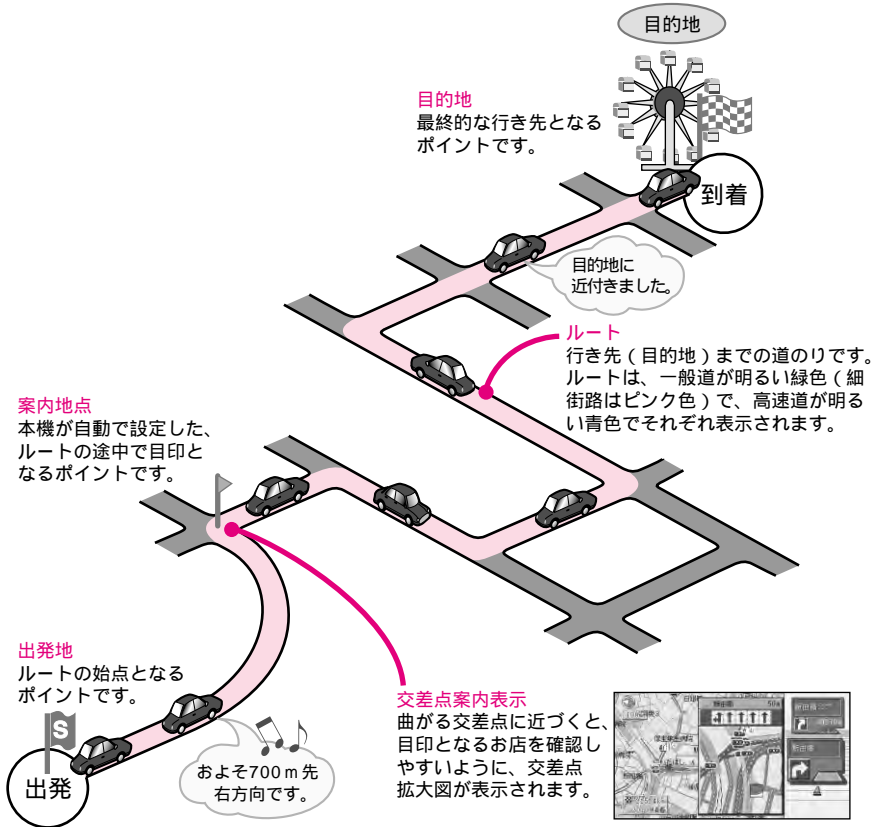 目的地
目的地
最終的な行き先となる
ポイントです。
到着
目的地に
近付きました。
ルート
行き先(目的地)までの道のりです。
ルートは、一般道が明るい緑色(細
街路はピンク色)で、高速道が明る
い青色でそれぞれ表示されます。
案内地点
本機が自動で設定した、
ルートの途中で目印と
なるポイントです。
出発地
ルートの始点となる
ポイントです。
S
出発
およそ700m先
右方向です。
交差点案内表示
曲がる交差点に近づくと、
目印となるお店を確認し
やすいように、交差点
拡大図が表示されます。